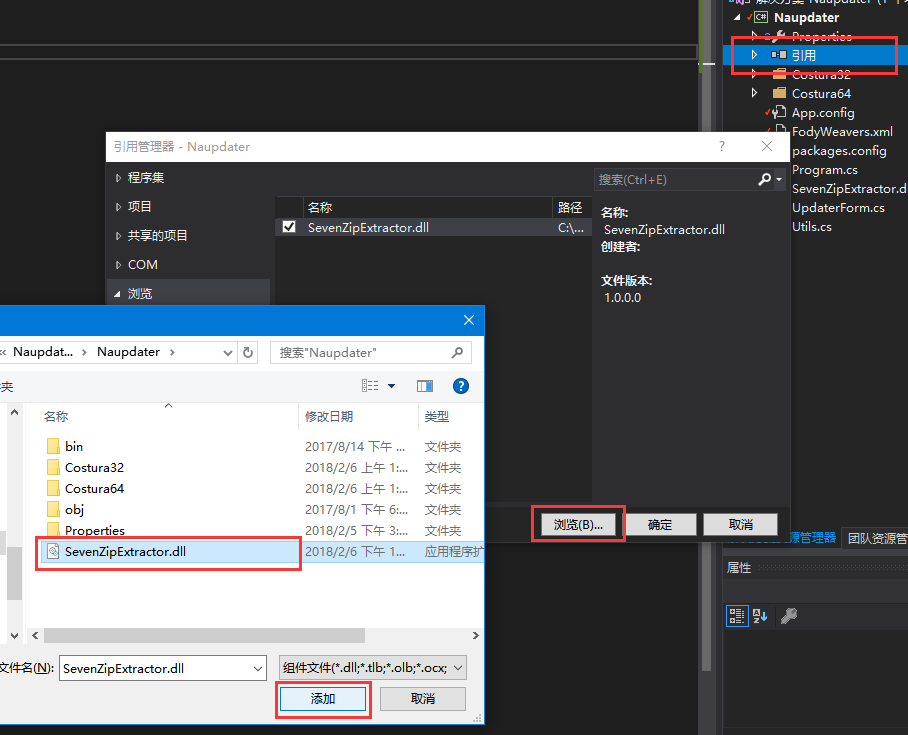 解决方案"Naupdater"
C# Naupdater
Properties
引用
Costura32
Costura64
App.config
FodyWeavers.xml
packages.config
Program.cs
SevenZipExtractor.d
UpdaterForm.cs
Utils.cs
引用管理器 - Naupdater
?
程序集
项目
共享的项目
COM
浏览
搜索(Ctrl+E)
名称 路径
SevenZipExtractor.dll C:\...
名称:
SevenZipExtractor.dll
创建者:
文件版本:
1.0.0.0
浏览(B)... 确定 取消
« Naupdat... › Naupdater ›
搜索"Naupdater"
夹
?
名称 修改日期 类型
bin 2017/8/14 下午 ... 文件夹
Costura32 2018/2/6 上午 1:... 文件夹
Costura64 2018/2/6 上午 1:... 文件夹
obj 2017/8/1 下午 6:... 文件夹
Properties 2018/2/5 下午 3:... 文件夹
SevenZipExtractor.dll 2018/2/6 下午 1... 应用程序扩
文件名(N): SevenZipExtractor.dll 组件文件(*.dll;*.tlb;*.olb;*.ocx;
添加 取消
源管理器 团队资源管
属性